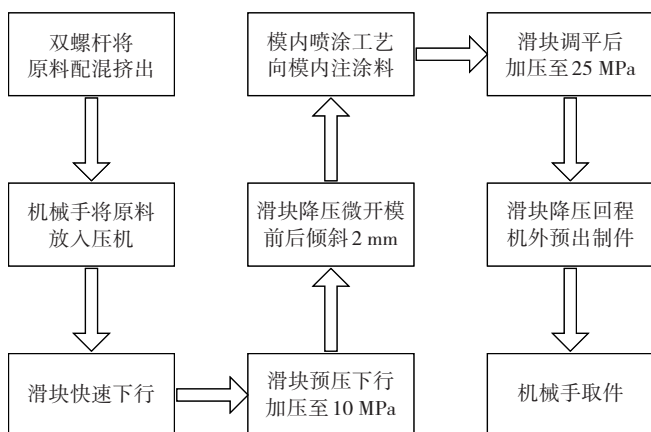 双螺杆将
原料配混挤出
机械手将原料
放入压机
滑块快速下行
滑块预压下行
加压至10 MPa
滑块降压微开模
前后倾斜2 mm
模内喷涂工艺
向模内注涂料
滑块调平后
加压至25 MPa
滑块降压回程
机外预出制件
机械手取件